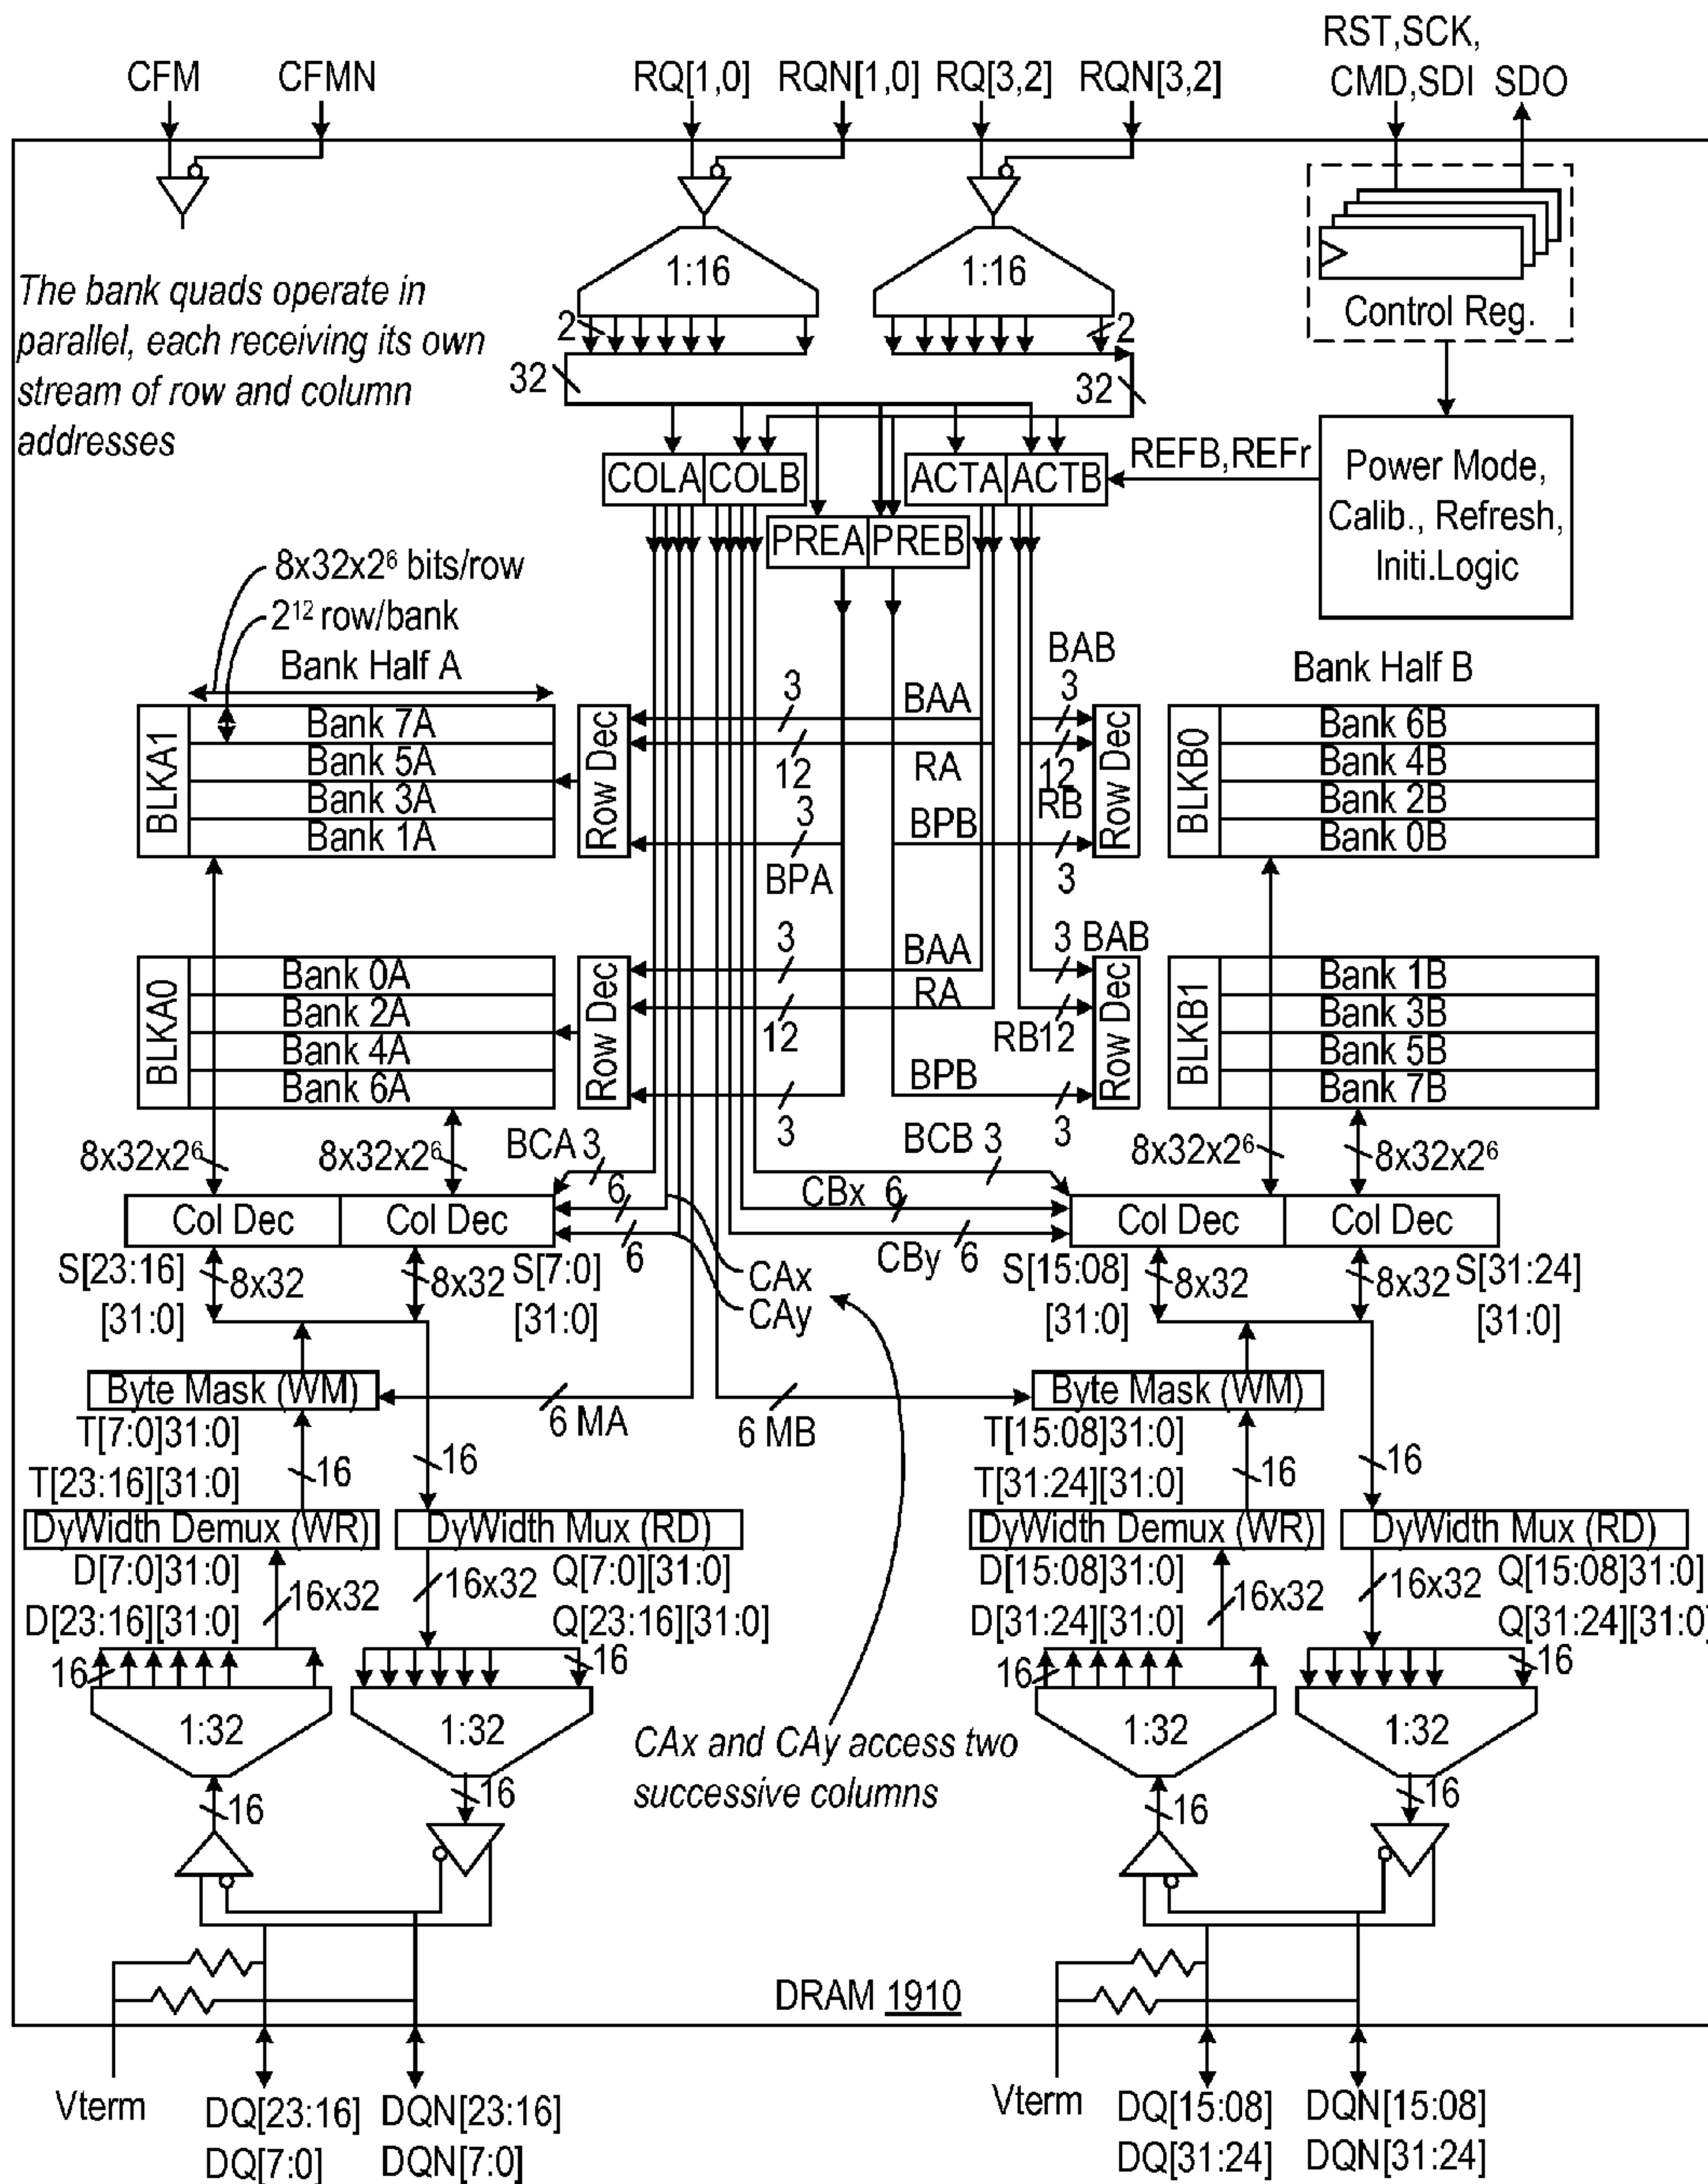 RST,SCK,
CFM CFMN RQ[1,0] RQN[1,0] RQ[3,2] RQN[3,2] CMD,SDI SDO
The bank quads operate in
parallel, each receiving its own
stream of row and column
addresses
1:16 1:16
Control Reg.
2 2
32 32
COLA COLB ACTA ACTB
REFB,REFr
PREA PREB
Power Mode,
Calib., Refresh,
Initi.Logic
8x32x2⁶ bits/row
2¹² row/bank
Bank Half A
BAB
Bank Half B
BLKA1
Bank 7A
Bank 5A
Bank 3A
Bank 1A
Row Dec
3 BAA 3
12 RA 12
RB
3 BPB
BPA 3
Row Dec
BLKB0
Bank 6B
Bank 4B
Bank 2B
Bank 0B
BLKA0
Bank 0A
Bank 2A
Bank 4A
Bank 6A
Row Dec
3 BAA 3 BAB
RA
12 RB12
BPB
3 3
Row Dec
BLKB1
Bank 1B
Bank 3B
Bank 5B
Bank 7B
8x32x2⁶ 8x32x2⁶ BCA 3 BCB 3 8x32x2⁶ 8x32x2⁶
Col Dec Col Dec 6 CBx 6 Col Dec Col Dec
6 CBy 6
S[23:16] 8x32 8x32 S[7:0] CAx S[15:08] 8x32 8x32 S[31:24]
[31:0] [31:0] CAy [31:0] [31:0]
Byte Mask (WM) 6 MA 6 MB Byte Mask (WM)
T[7:0]31:0] T[15:08]31:0]
T[23:16][31:0] 16 16 T[31:24][31:0] 16 16
DyWidth Demux (WR) DyWidth Mux (RD) DyWidth Demux (WR) DyWidth Mux (RD)
D[7:0]31:0] 16x32 16x32 Q[7:0][31:0] D[15:08]31:0] 16x32 16x32 Q[15:08]31:0]
D[23:16][31:0] Q[23:16][31:0] D[31:24][31:0] Q[31:24][31:0]
16 16 16 16
1:32 1:32 1:32 1:32
CAx and CAy access two
successive columns
16 16 16 16
DRAM 1910
Vterm DQ[23:16] DQN[23:16] Vterm DQ[15:08] DQN[15:08]
DQ[7:0] DQN[7:0] DQ[31:24] DQN[31:24]